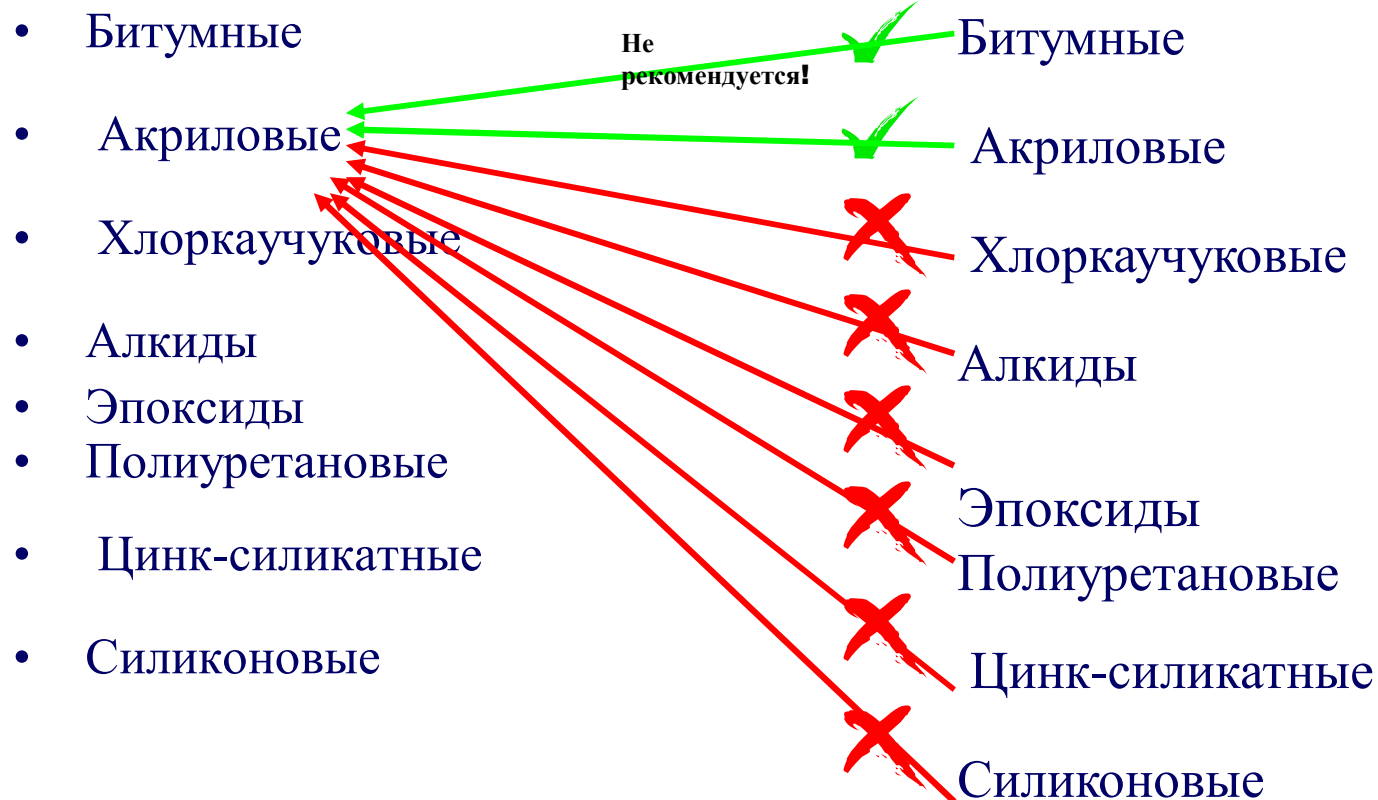 • Битумные
• Акриловые
• Хлоркаучуковые
• Алкиды
• Эпоксиды
• Полиуретановые
• Цинк-силикатные
• Силиконовые
Не
рекомендуется!
Битумные
Акриловые
Хлоркаучуковые
Алкиды
Эпоксиды
Полиуретановые
Цинк-силикатные
Силиконовые